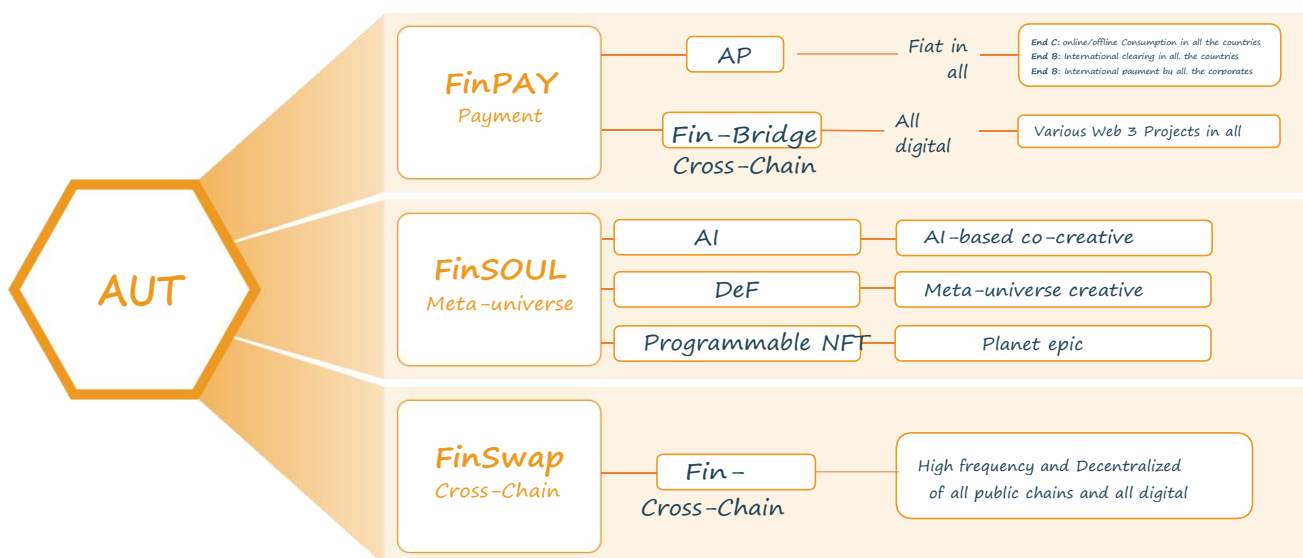 AUT
FinPAY
Payment
AP
Fiat in
all
End C: online/offline Consumption in all the countries
End B: International clearing in all. the countries
End B: International payment by all. the corporates
Fin-Bridge
Cross-Chain
All
digital
Various Web 3 Projects in all
FinSOUL
Meta-universe
AI
AI-based co-creative
DeF
Meta-universe creative
Programmable NFT
Planet epic
FinSwap
Cross-Chain
Fin-
Cross-Chain
High frequency and Decentralized
of all public chains and all digital